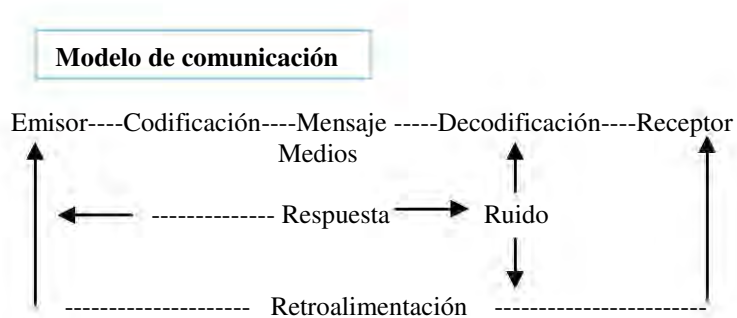 Modelo de comunicación
Emisor----Codificación----Mensaje -----Decodificación----Receptor
Medios
-------------- Respuesta Ruido
--------------------- Retroalimentación ------------------------